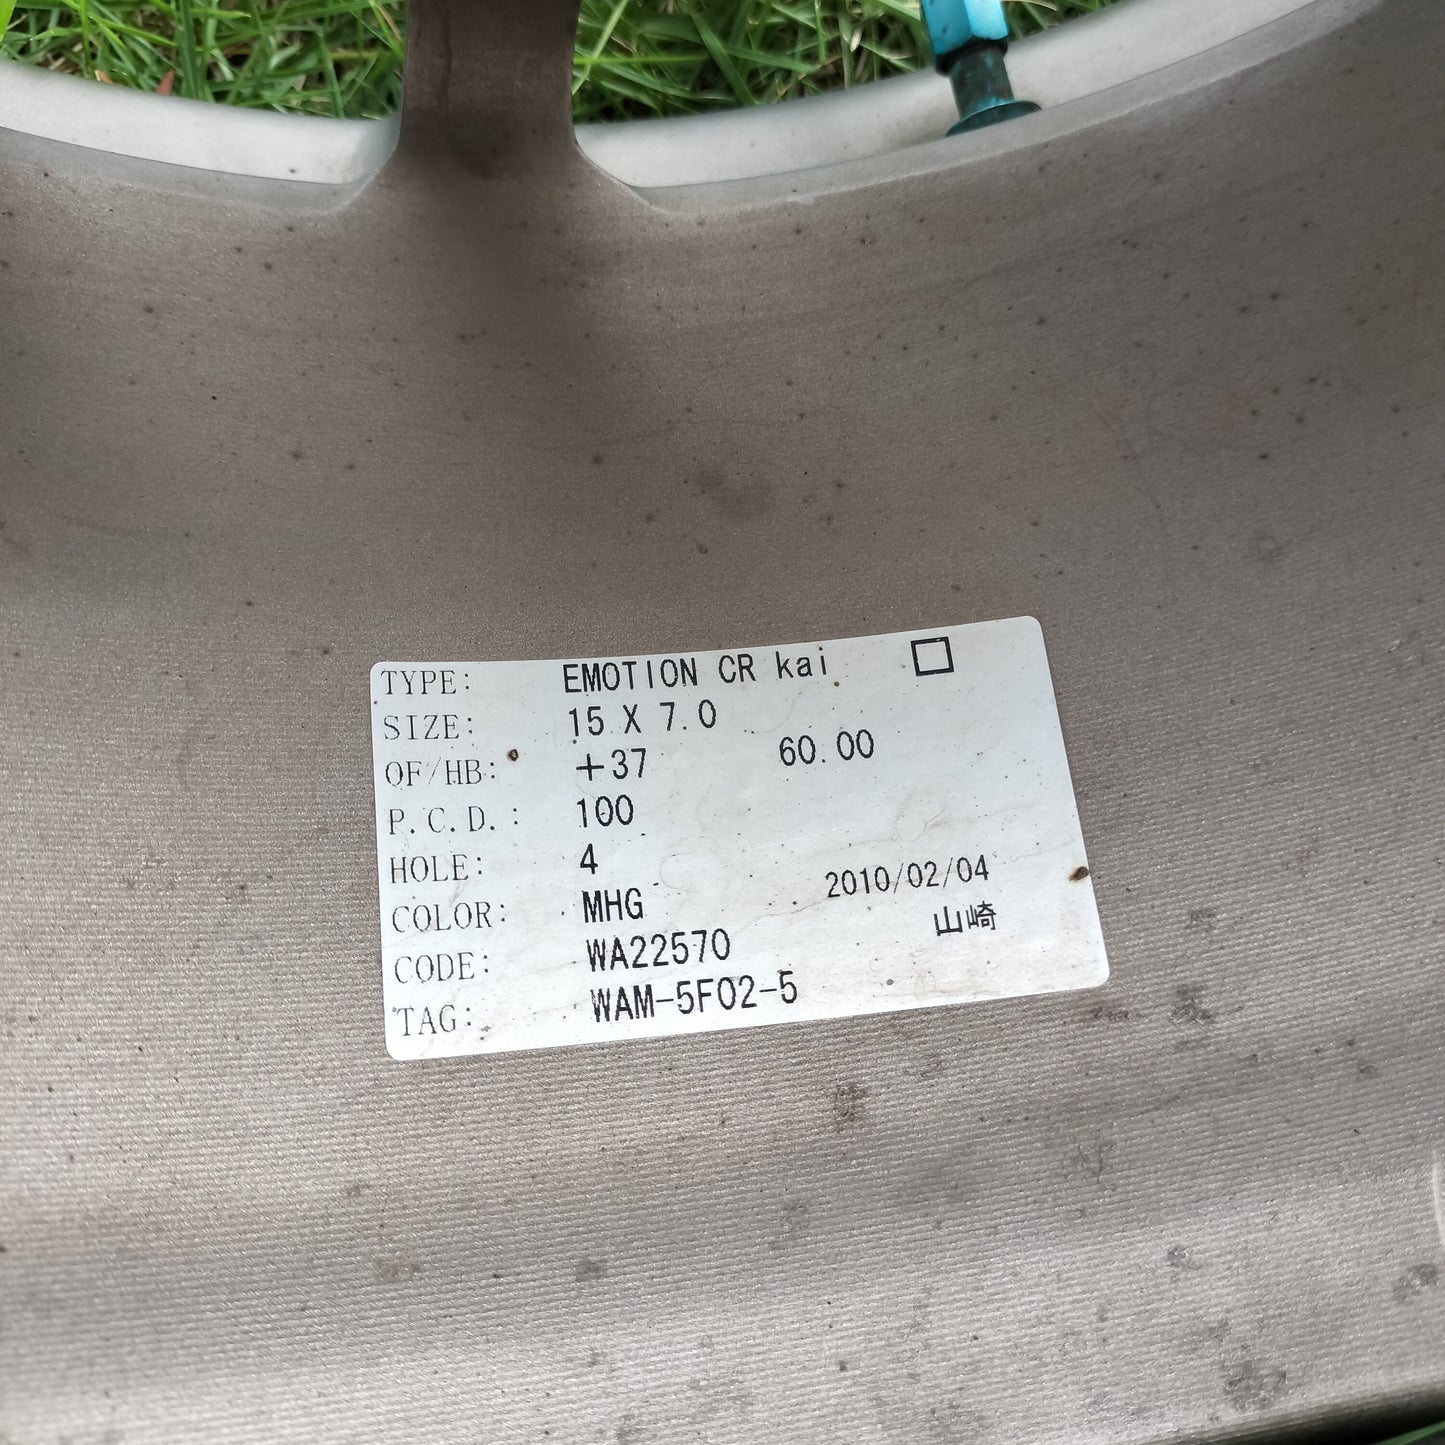 TYPE: EMOTION CR kai □
SIZE: 15 X 7.0
OF/HB: +37 60.00
P.C.D.: 100
HOLE: 4
COLOR: MHG 2010/02/04
CODE: WA22570 山崎
TAG: WAM-5F02-5